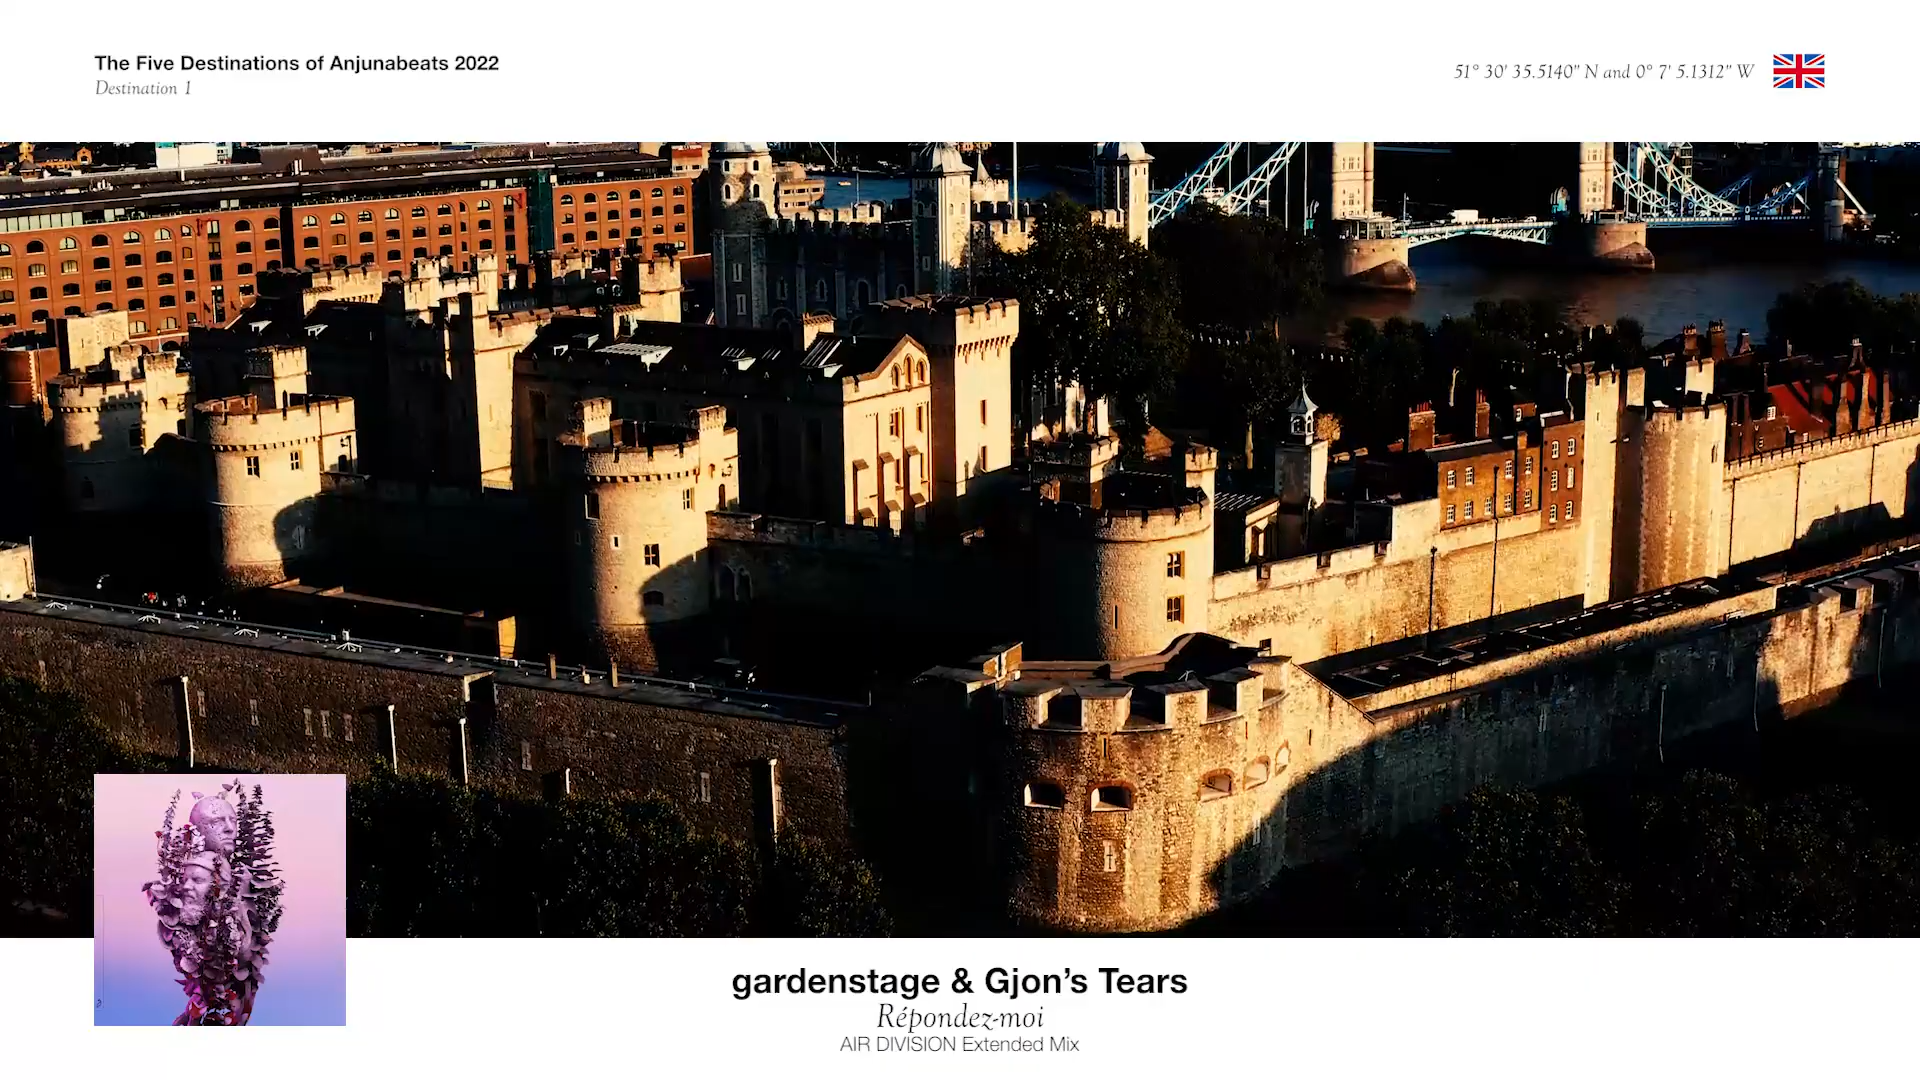 The Five Destinations of Anjunabeats 2022
Destination 1
51° 30' 35.5140" N and 0° 7' 5.1312" W
gardenstage & Gjon’s Tears
Répondez-moi
AIR DIVISION Extended Mix